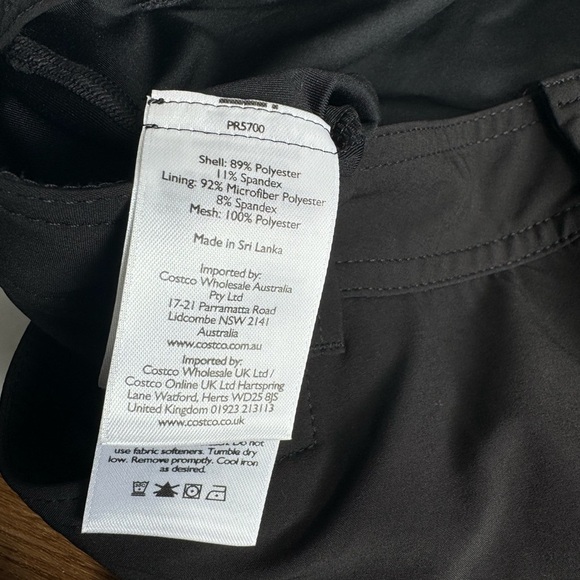 PR5700
Shell: 89% Polyester
11% Spandex
Lining: 92% Microfiber Polyester
8% Spandex
Mesh: 100% Polyester
Made in Sri Lanka
Imported by:
Costco Wholesale Australia
Pty Ltd
17-21 Parramatta Road
Lidcombe NSW 2141
Australia
www.costco.com.au
Imported by:
Costco Wholesale UK Ltd /
Costco Online UK Ltd Hartspring
Lane Watford, Herts WD25 8JS
United Kingdom 01923 213113
www.costco.co.uk
Do not
use fabric softeners. Tumble dry
low. Remove promptly. Cool iron
as desired.